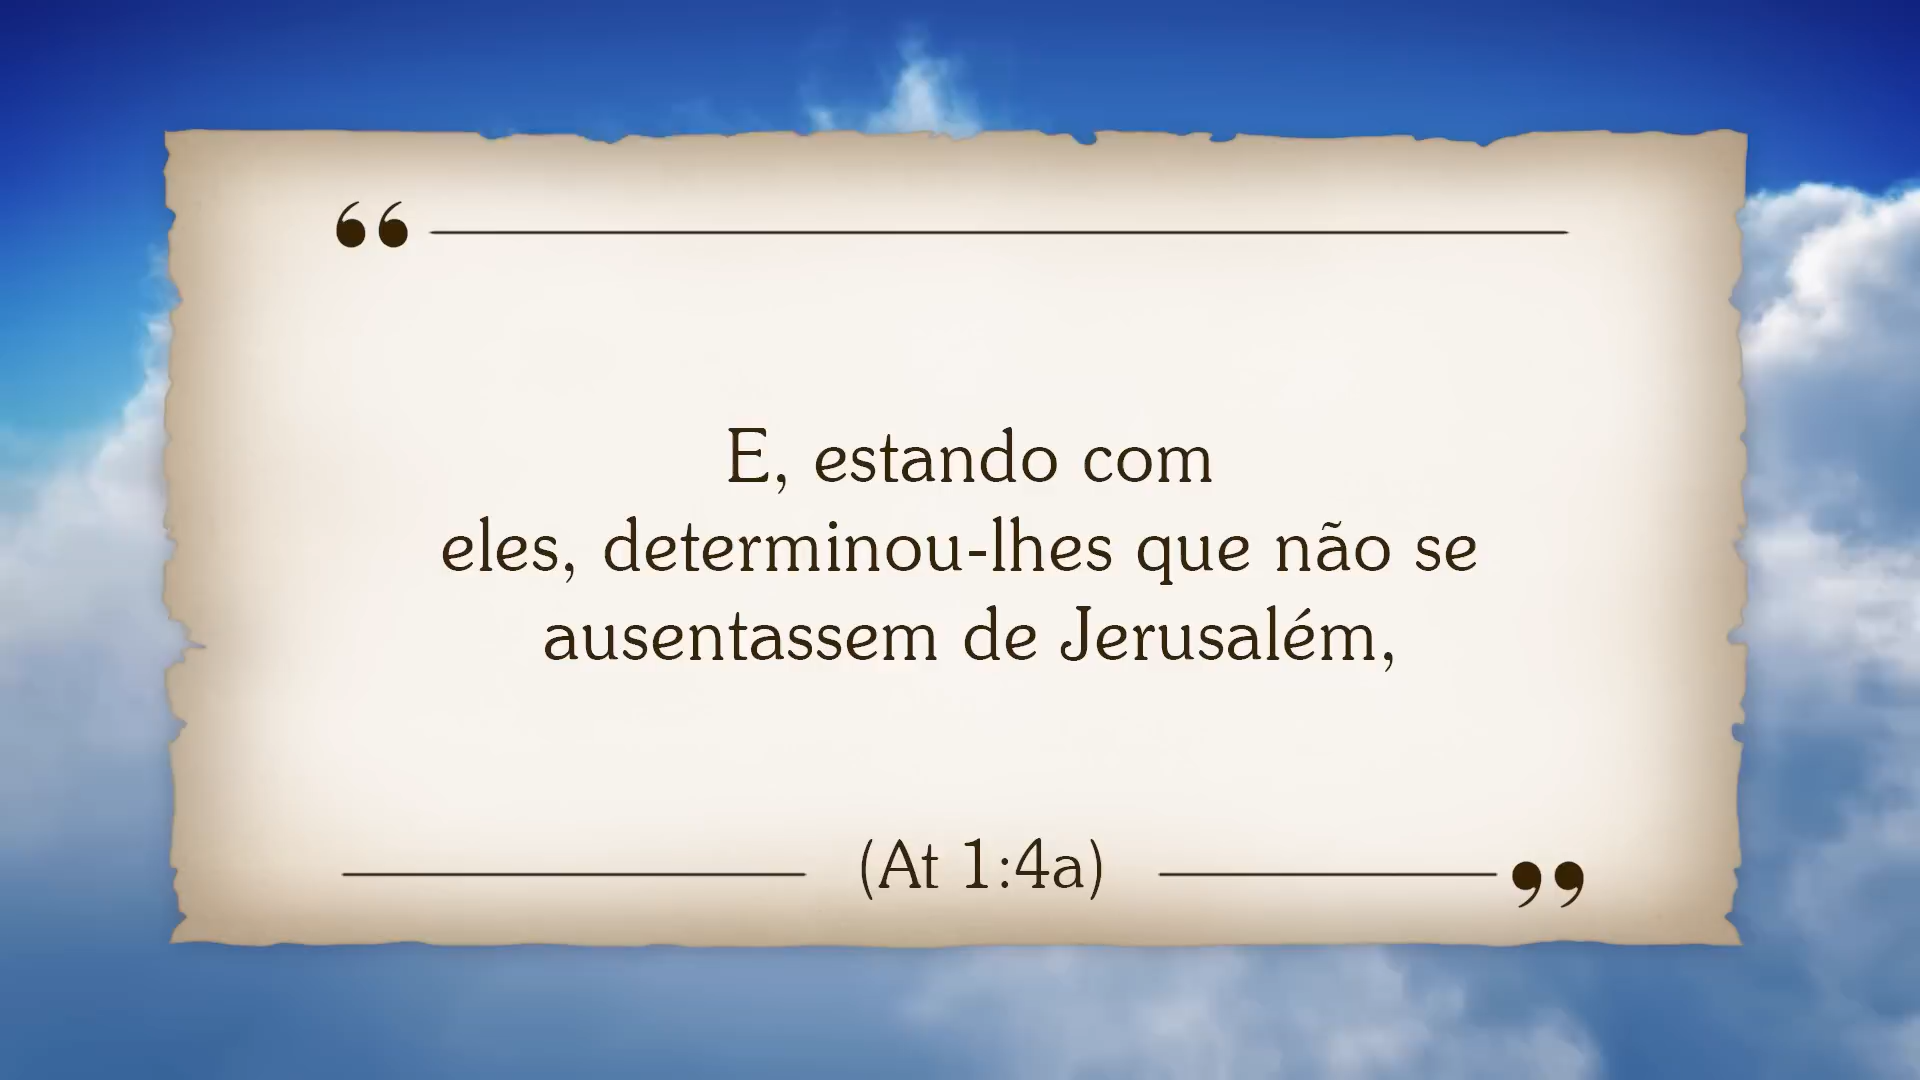 “
E, estando com
eles, determinou-lhes que não se
ausentassem de Jerusalém,
(At 1:4a)
”